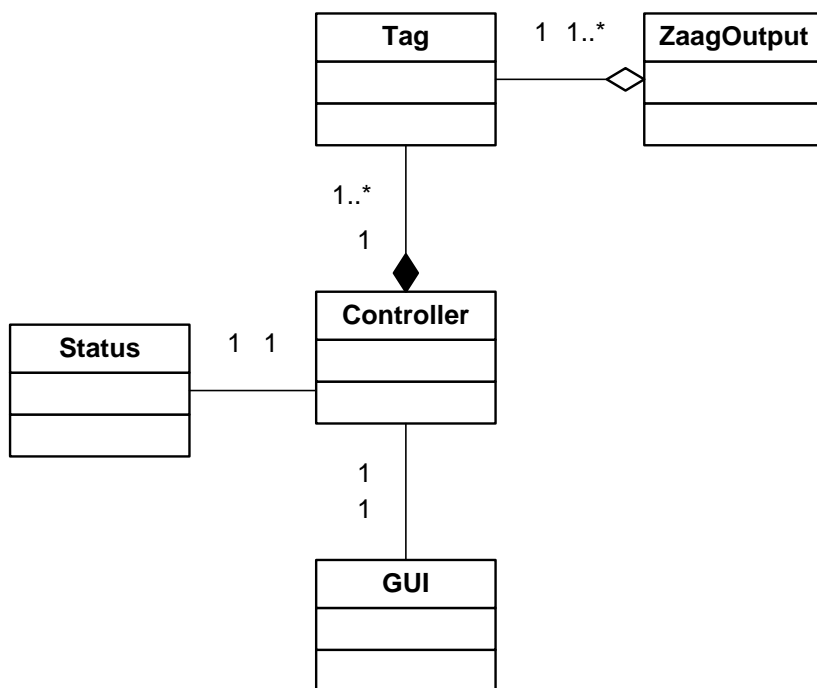 Tag
1 1..*
ZaagOutput
1..*
1
Controller
Status
1 1
1
1
GUI